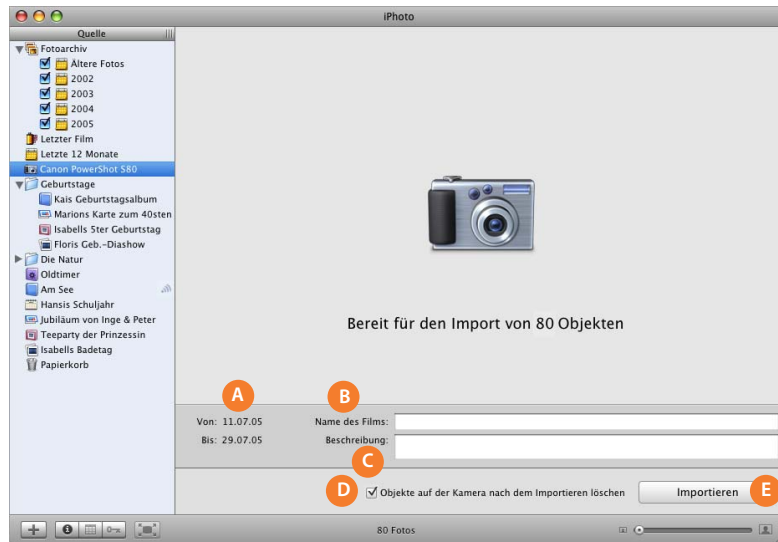 iPhoto
Quelle
Fotoarchiv
Ältere Fotos
2002
2003
2004
2005
Letzter Film
Letzte 12 Monate
Canon PowerShot S80
Geburtstage
Kais Geburtstagsalbum
Marions Karte zum 40sten
Isabells 5ter Geburtstag
Floris Geb.-Diashow
Die Natur
Oldtimer
Am See
Hansis Schuljahr
Jubiläum von Inge & Peter
Teeparty der Prinzessin
Isabells Badetag
Papierkorb
Bereit für den Import von 80 Objekten
A
B
Von: 11.07.05 Name des Films:
Bis: 29.07.05 Beschreibung:
C
D Objekte auf der Kamera nach dem Importieren löschen Importieren E
80 Fotos